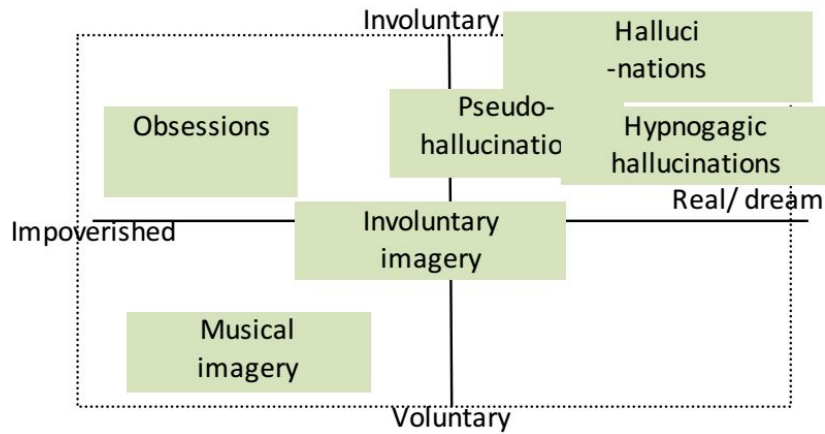 Involuntary
Halluci
-nations
Obsessions
Pseudo-
hallucinatio
Hypnogagic
hallucinations
Real/ dream
Impoverished
Involuntary
imagery
Musical
imagery
Voluntary